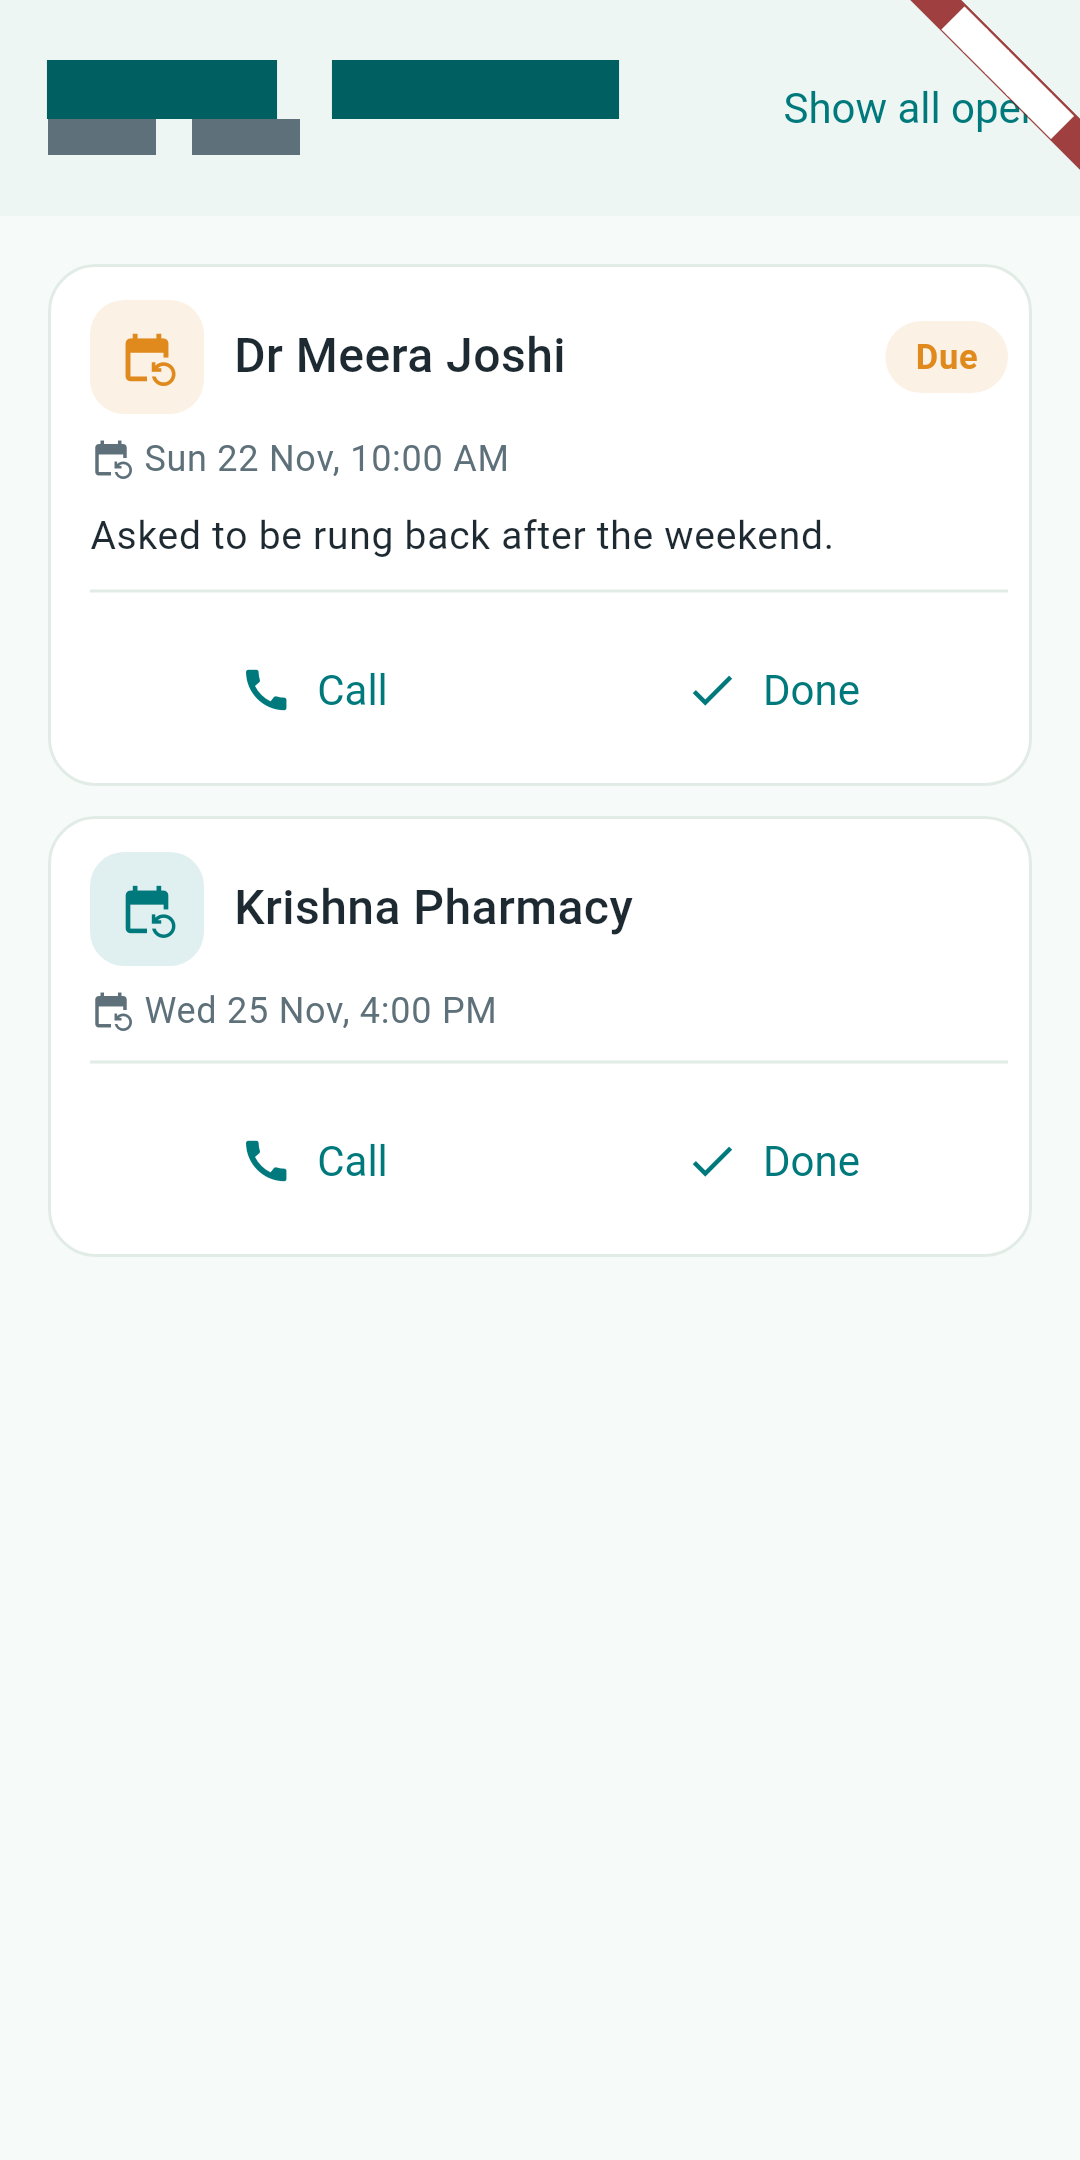 Show all open
Dr Meera Joshi
Due
Sun 22 Nov, 10:00 AM
Asked to be rung back after the weekend.
Call
Done
Krishna Pharmacy
Wed 25 Nov, 4:00 PM
Call
Done